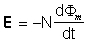 E = −N dΦm/dt